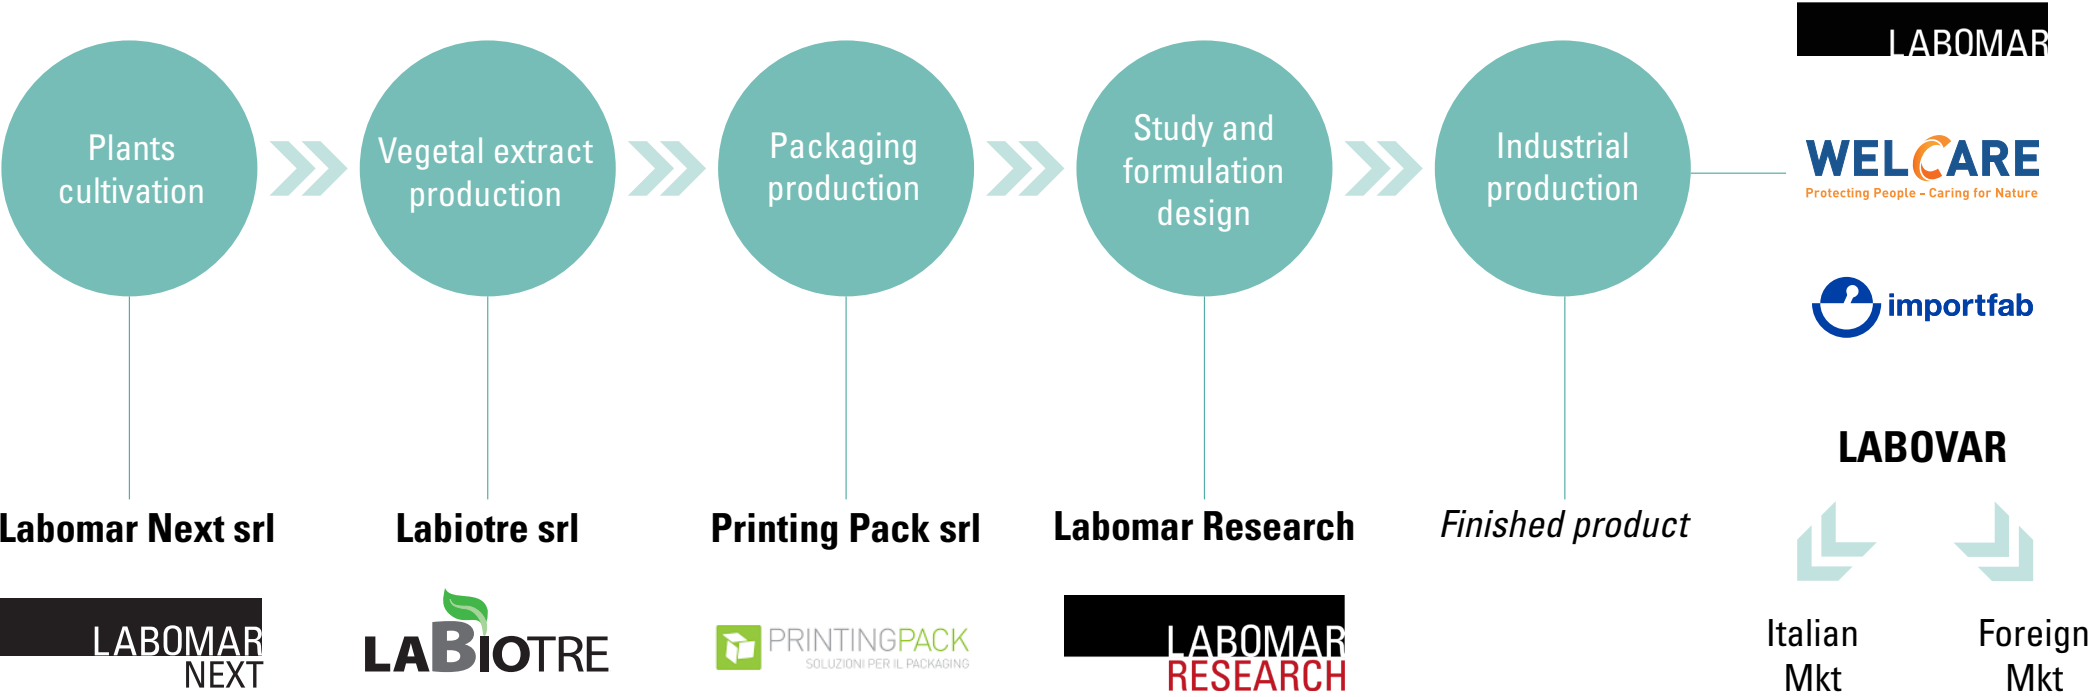 Plants
cultivation
Vegetal extract
production
Packaging
production
Study and
formulation
design
Industrial
production
LABOMAR
WELCARE
Protecting People - Caring for Nature
importfab
LABOVAR
Labomar Next srl
Labiotre srl
Printing Pack srl
Labomar Research
Finished product
LABOMAR
NEXT
LABIOTRE
PRINTINGPACK
SOLUZIONI PER IL PACKAGING
LABOMAR
RESEARCH
Italian
Mkt
Foreign
Mkt